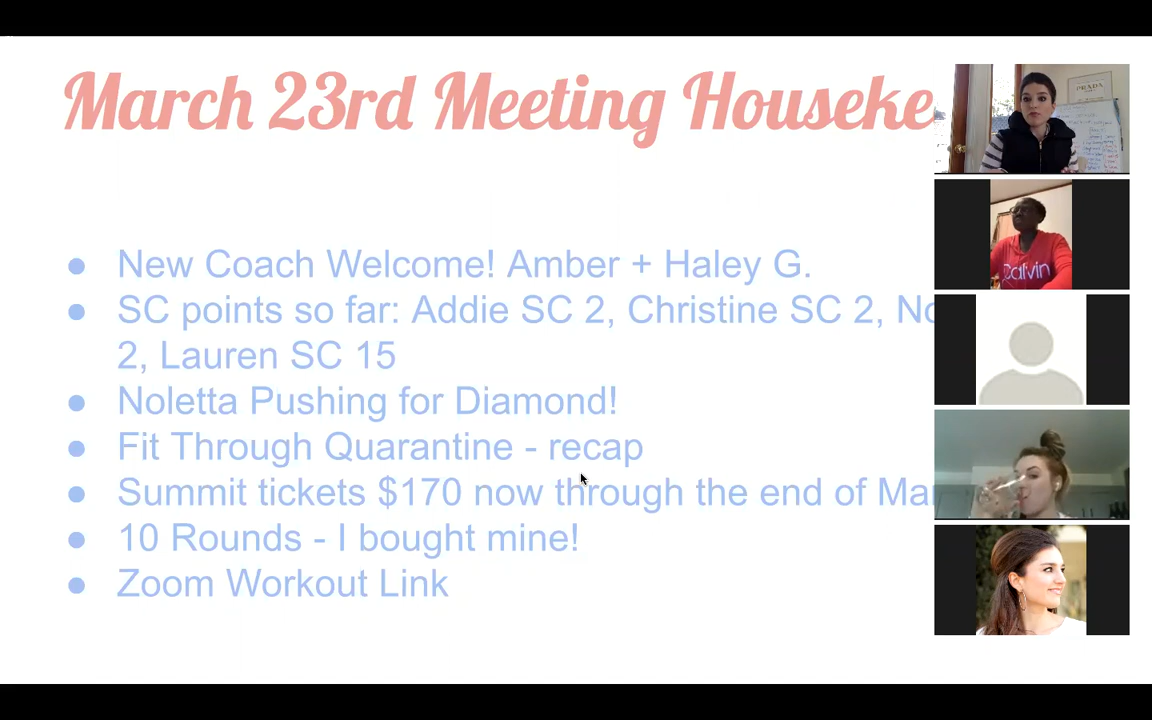 March 23rd Meeting Houseke
PRADA
New Coach Welcome! Amber + Haley G.
SC points so far: Addie SC 2, Christine SC 2, No
2, Lauren SC 15
Noletta Pushing for Diamond!
Fit Through Quarantine - recap
Summit tickets $170 now through the end of Mar
10 Rounds - I bought mine!
Zoom Workout Link
Calvin